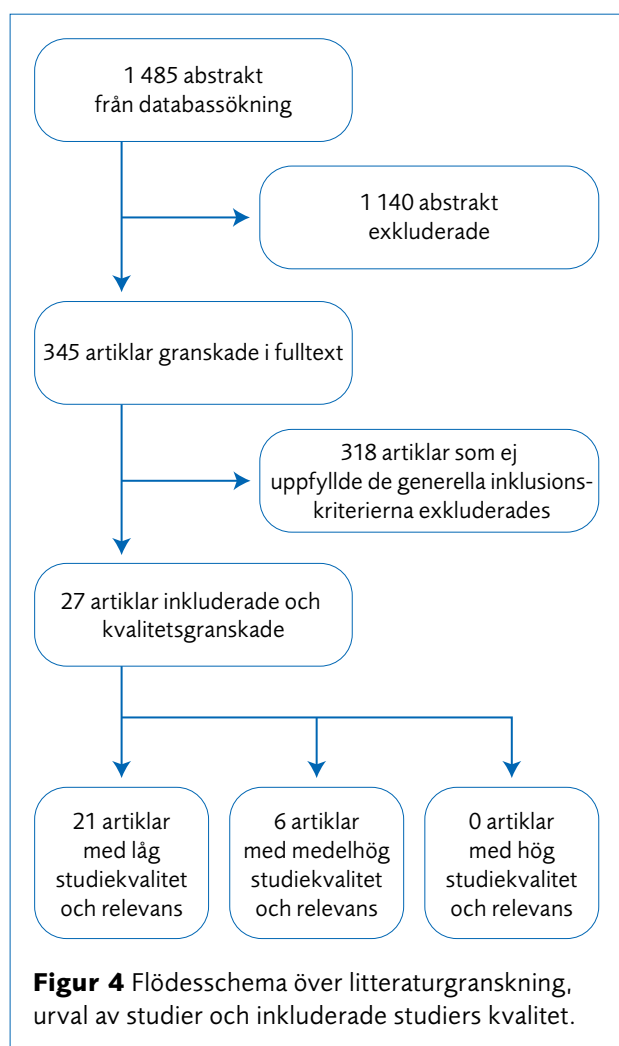 1 485 abstrakt
från databassökning
1 140 abstrakt
exkluderade
345 artiklar granskade i fulltext
318 artiklar som ej
uppfyllde de generella inklusions-
kriterierna exkluderades
27 artiklar inkluderade och
kvalitetsgranskade
21 artiklar
med låg
studiekvalitet
och relevans
6 artiklar
med medelhög
studiekvalitet
och relevans
0 artiklar
med hög
studiekvalitet
och relevans
Figur 4 Flödesschema över litteraturgranskning,
urval av studier och inkluderade studiers kvalitet.